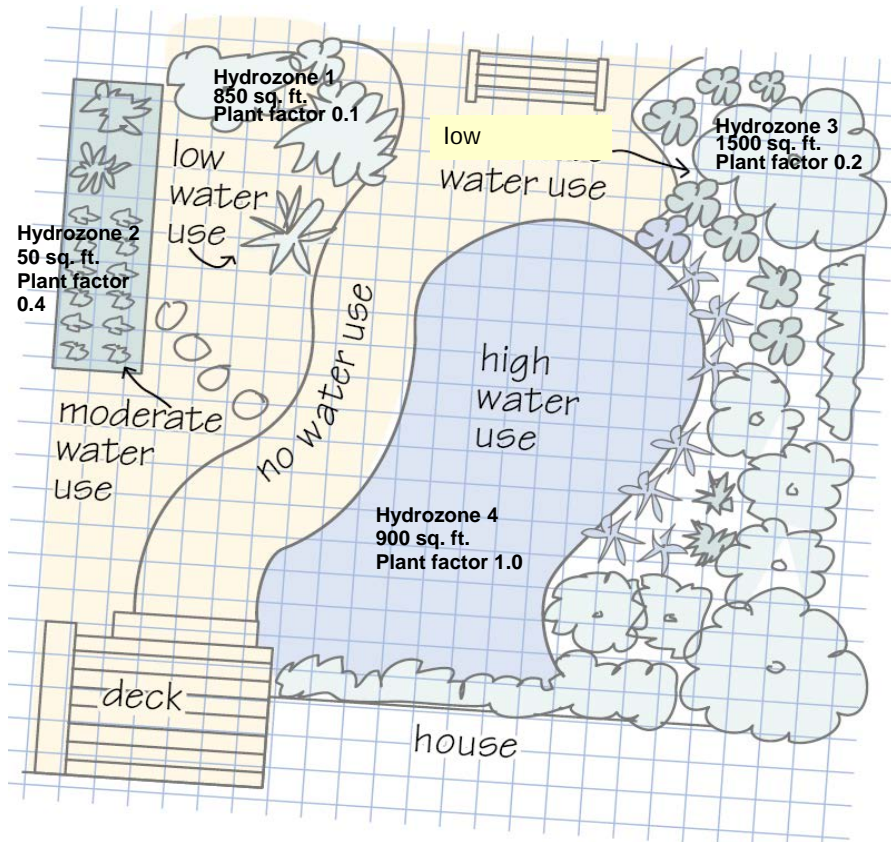 Hydrozone 1
850 sq. ft.
Plant factor 0.1
low
water
use
Hydrozone 2
50 sq. ft.
Plant factor
0.4
moderate
water
use
no water use
low
water use
Hydrozone 3
1500 sq. ft.
Plant factor 0.2
high
water
use
Hydrozone 4
900 sq. ft.
Plant factor 1.0
deck
house